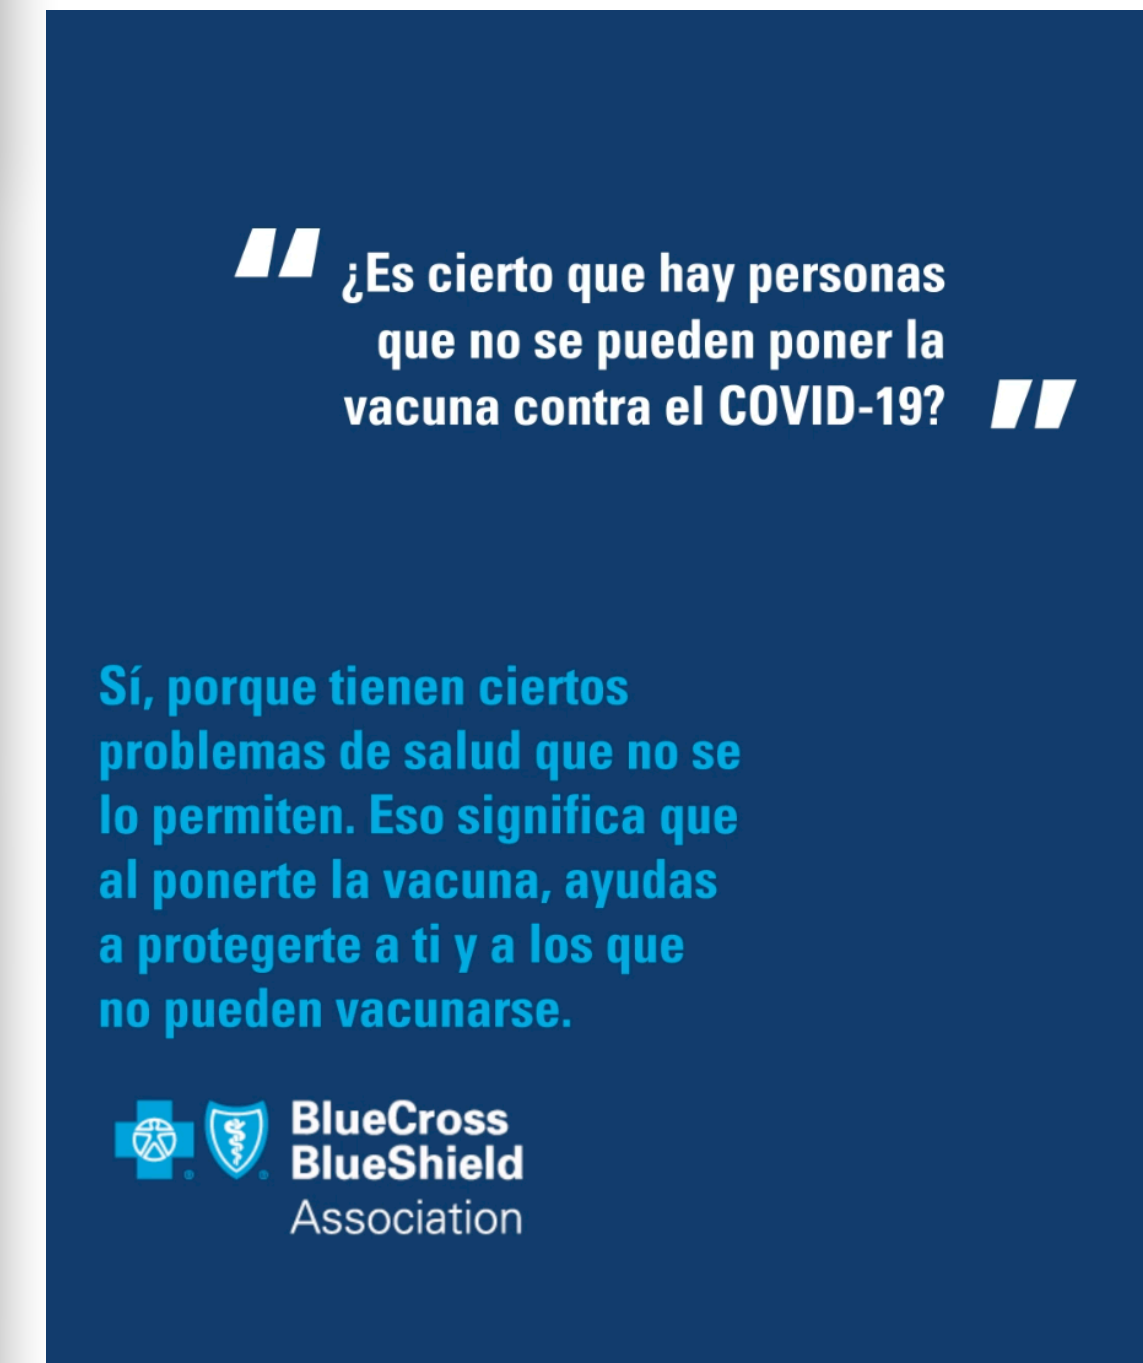 “ ¿Es cierto que hay personas
que no se pueden poner la
vacuna contra el COVID-19? ”
Sí, porque tienen ciertos
problemas de salud que no se
lo permiten. Eso significa que
al ponerte la vacuna, ayudas
a protegerte a ti y a los que
no pueden vacunarse.
BlueCross
BlueShield
Association